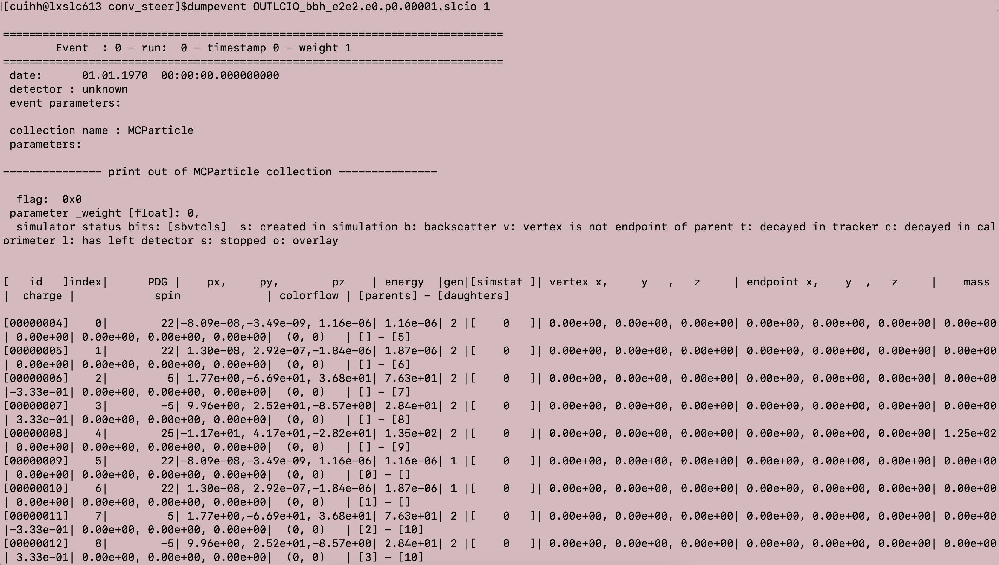 [[cuihh@lxslc613 conv_steer]$dumpevent OUTLCIO_bbh_e2e2.e0.p0.00001.slcio 1 ]
============================================================================
        Event  : 0 - run:  0 - timestamp 0 - weight 1
============================================================================
 date:      01.01.1970  00:00:00.000000000
 detector : unknown
 event parameters:
 collection name : MCParticle
 parameters:
--------------- print out of MCParticle collection ---------------
  flag:  0x0
 parameter _weight [float]: 0,
  simulator status bits: [sbvtcls]  s: created in simulation b: backscatter v: vertex is not endpoint of parent t: decayed in tracker c: decayed in cal
orimeter l: has left detector s: stopped o: overlay
[   id   ]index|      PDG |    px,     py,        pz    | energy  |gen|[simstat ]| vertex x,     y   ,   z     | endpoint x,    y  ,   z     |    mass
|  charge |            spin             | colorflow | [parents] - [daughters]
[00000004]    0|        22|-8.09e-08,-3.49e-09, 1.16e-06| 1.16e-06| 2 |[    0   ]| 0.00e+00, 0.00e+00, 0.00e+00| 0.00e+00, 0.00e+00, 0.00e+00| 0.00e+00
| 0.00e+00| 0.00e+00, 0.00e+00, 0.00e+00|  (0, 0)   | [] - [5]
[00000005]    1|        22| 1.30e-08, 2.92e-07,-1.84e-06| 1.87e-06| 2 |[    0   ]| 0.00e+00, 0.00e+00, 0.00e+00| 0.00e+00, 0.00e+00, 0.00e+00| 0.00e+00
| 0.00e+00| 0.00e+00, 0.00e+00, 0.00e+00|  (0, 0)   | [] - [6]
[00000006]    2|         5| 1.77e+00,-6.69e+01, 3.68e+01| 7.63e+01| 2 |[    0   ]| 0.00e+00, 0.00e+00, 0.00e+00| 0.00e+00, 0.00e+00, 0.00e+00| 0.00e+00
|-3.33e-01| 0.00e+00, 0.00e+00, 0.00e+00|  (0, 0)   | [] - [7]
[00000007]    3|        -5| 9.96e+00, 2.52e+01,-8.57e+00| 2.84e+01| 2 |[    0   ]| 0.00e+00, 0.00e+00, 0.00e+00| 0.00e+00, 0.00e+00, 0.00e+00| 0.00e+00
| 3.33e-01| 0.00e+00, 0.00e+00, 0.00e+00|  (0, 0)   | [] - [8]
[00000008]    4|        25|-1.17e+01, 4.17e+01,-2.82e+01| 1.35e+02| 2 |[    0   ]| 0.00e+00, 0.00e+00, 0.00e+00| 0.00e+00, 0.00e+00, 0.00e+00| 1.25e+02
| 0.00e+00| 0.00e+00, 0.00e+00, 0.00e+00|  (0, 0)   | [] - [9]
[00000009]    5|        22|-8.09e-08,-3.49e-09, 1.16e-06| 1.16e-06| 1 |[    0   ]| 0.00e+00, 0.00e+00, 0.00e+00| 0.00e+00, 0.00e+00, 0.00e+00| 0.00e+00
| 0.00e+00| 0.00e+00, 0.00e+00, 0.00e+00|  (0, 0)   | [0] - []
[00000010]    6|        22| 1.30e-08, 2.92e-07,-1.84e-06| 1.87e-06| 1 |[    0   ]| 0.00e+00, 0.00e+00, 0.00e+00| 0.00e+00, 0.00e+00, 0.00e+00| 0.00e+00
| 0.00e+00| 0.00e+00, 0.00e+00, 0.00e+00|  (0, 0)   | [1] - []
[00000011]    7|         5| 1.77e+00,-6.69e+01, 3.68e+01| 7.63e+01| 2 |[    0   ]| 0.00e+00, 0.00e+00, 0.00e+00| 0.00e+00, 0.00e+00, 0.00e+00| 0.00e+00
|-3.33e-01| 0.00e+00, 0.00e+00, 0.00e+00|  (0, 0)   | [2] - [10]
[00000012]    8|        -5| 9.96e+00, 2.52e+01,-8.57e+00| 2.84e+01| 2 |[    0   ]| 0.00e+00, 0.00e+00, 0.00e+00| 0.00e+00, 0.00e+00, 0.00e+00| 0.00e+00
| 3.33e-01| 0.00e+00, 0.00e+00, 0.00e+00|  (0, 0)   | [3] - [10]